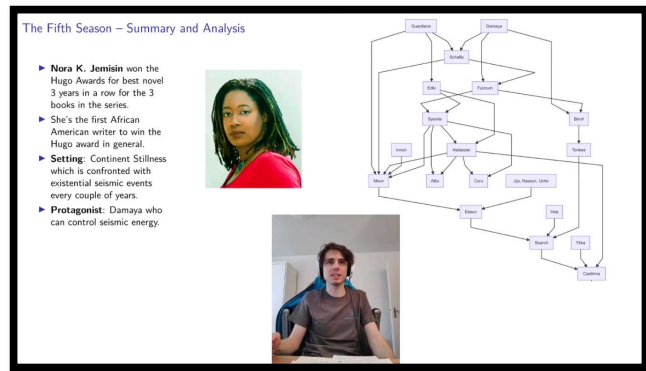 The Fifth Season – Summary and Analysis
Nora K. Jemisin won the
Hugo Awards for best novel
3 years in a row for the 3
books in the series.
She's the first African
American writer to win the
Hugo award in general.
Setting: Continent Stillness
which is confronted with
existential seismic events
every couple of years.
Protagonist: Damaya who
can control seismic energy.
Guardians
Damaya
Schaffa
Edki
Fulcrum
Syenite
Binof
Innon
Alabaster
Tonkee
Meov
Allia
Coru
Jija, Nassun, Uche
Essun
Hoa
Search
Ykka
Castrima